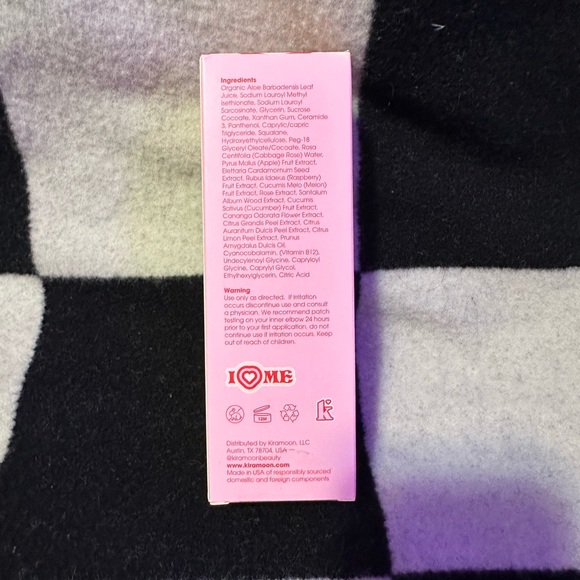 Ingredients
Organic Aloe Barbadensis Leaf
Juice, Sodium Lauroyl Methyl
Isethionate, Sodium Lauroyl
Sarcosinate, Glycerin, Sucrose
Cocoate, Xanthan Gum, Ceramide
3, Panthenol, Caprylic/capric
Triglyceride, Squalane,
Hydroxyethylcellulose, Peg-18
Glyceryl Oleate/Cocoate, Rosa
Centifolia (Cabbage Rose) Water,
Pyrus Malus (Apple) Fruit Extract,
Elettaria Cardamomum Seed
Extract, Rubus Idaeus (Raspberry)
Fruit Extract, Cucumis Melo (Melon)
Fruit Extract, Rose Extract, Santalum
Album Wood Extract, Cucumis
Sativus (Cucumber) Fruit Extract,
Cananga Odorata Flower Extract,
Citrus Grandis Peel Extract, Citrus
Aurantium Dulcis Peel Extract, Citrus
Limon Peel Extract, Prunus
Amygdalus Dulcis Oil,
Cyanocobalamin, (Vitamin B12),
Undecylenoyl Glycine, Capryloyl
Glycine, Caprylyl Glycol,
Ethylhexylglycerin, Citric Acid
Warning
Use only as directed. If irritation
occurs discontinue use and consult
a physician. We recommend patch
testing on your inner elbow 24 hours
prior to your first application. do not
continue use if irritation occurs. Keep
out of reach of children.
I ME
12M
k
Distributed by Kiramoon, LLC
Austin, TX 78704, USA —
@kiramoonbeauty
www.kiramoon.com
Made in USA of responsibly sourced
domestic and foreign components